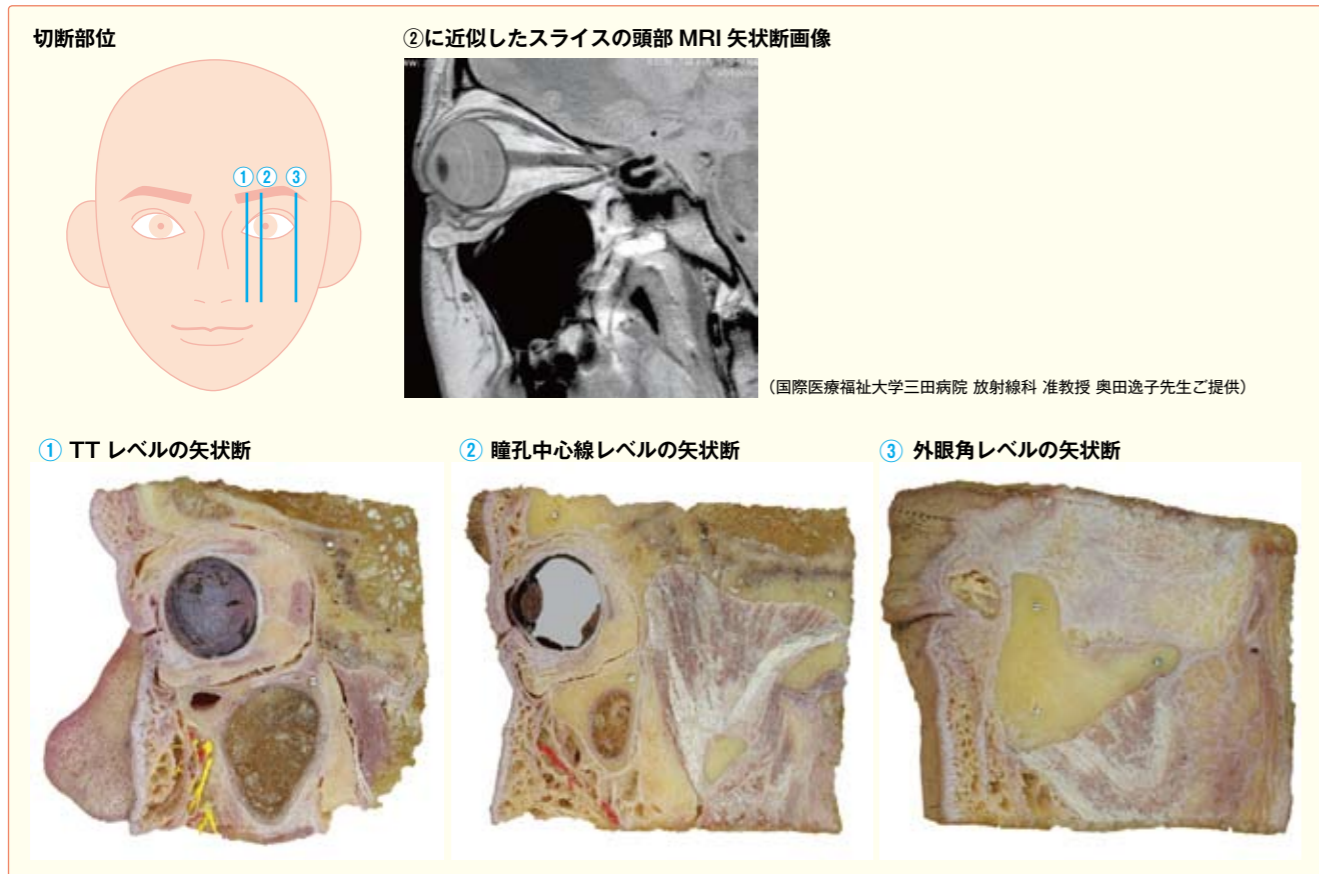 切断部位
②に近似したスライスの頭部 MRI 矢状断画像
① ② ③
(国際医療福祉大学三田病院 放射線科 准教授 奥田逸子先生ご提供)
① TT レベルの矢状断
② 瞳孔中心線レベルの矢状断
③ 外眼角レベルの矢状断